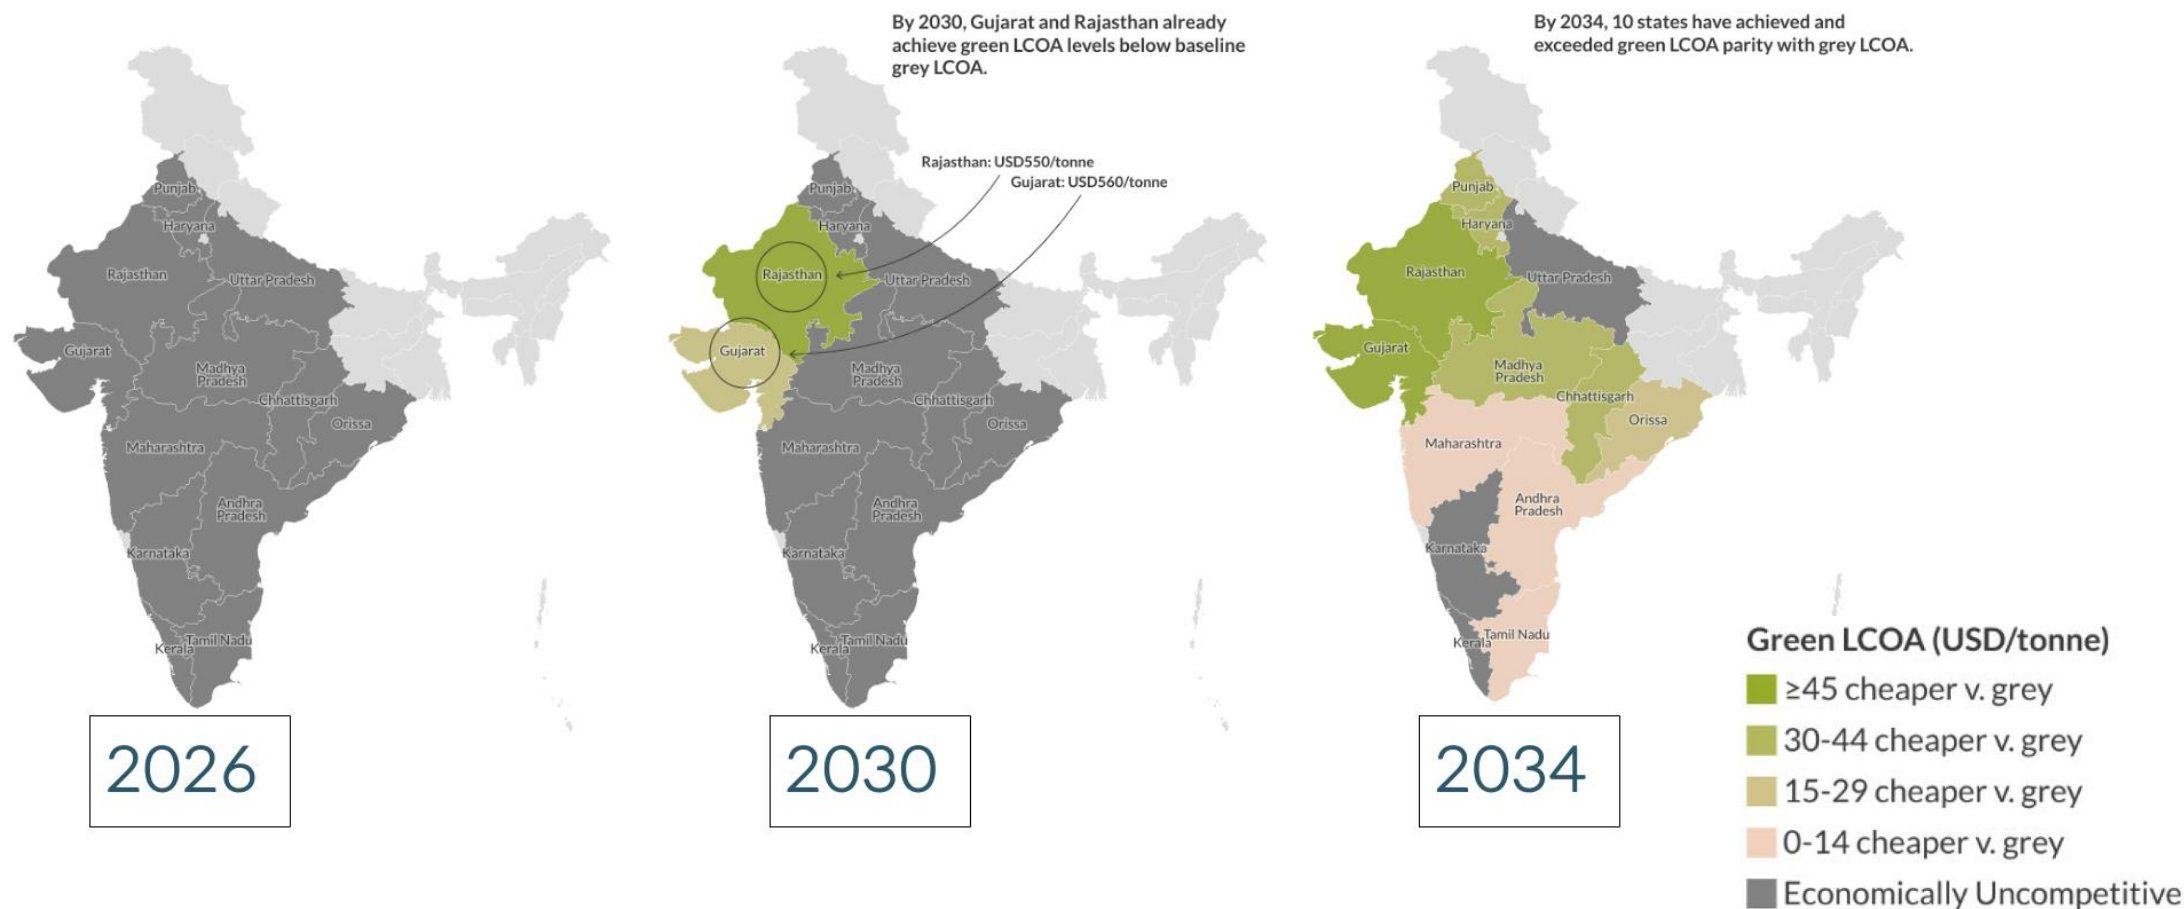 By 2030, Gujarat and Rajasthan already
achieve green LCOA levels below baseline
grey LCOA.
By 2034, 10 states have achieved and
exceeded green LCOA parity with grey LCOA.
Punjab
Haryana
Rajasthan
Uttar Pradesh
Gujarat
Madhya
Pradesh
Chhattisgarh
Orissa
Maharashtra
Andhra
Pradesh
Karnataka
Tamil Nadu
Kerala
2026
Rajasthan: USD550/tonne
Gujarat: USD560/tonne
Punjab
Haryana
Rajasthan
Uttar Pradesh
Gujarat
Madhya
Pradesh
Chhattisgarh
Orissa
Maharashtra
Andhra
Pradesh
Karnataka
Tamil Nadu
Kerala
2030
Punjab
Haryana
Rajasthan
Uttar Pradesh
Gujarat
Madhya
Pradesh
Chhattisgarh
Orissa
Maharashtra
Andhra
Pradesh
Karnataka
Tamil Nadu
Kerala
2034
Green LCOA (USD/tonne)
≥45 cheaper v. grey
30-44 cheaper v. grey
15-29 cheaper v. grey
0-14 cheaper v. grey
Economically Uncompetitive